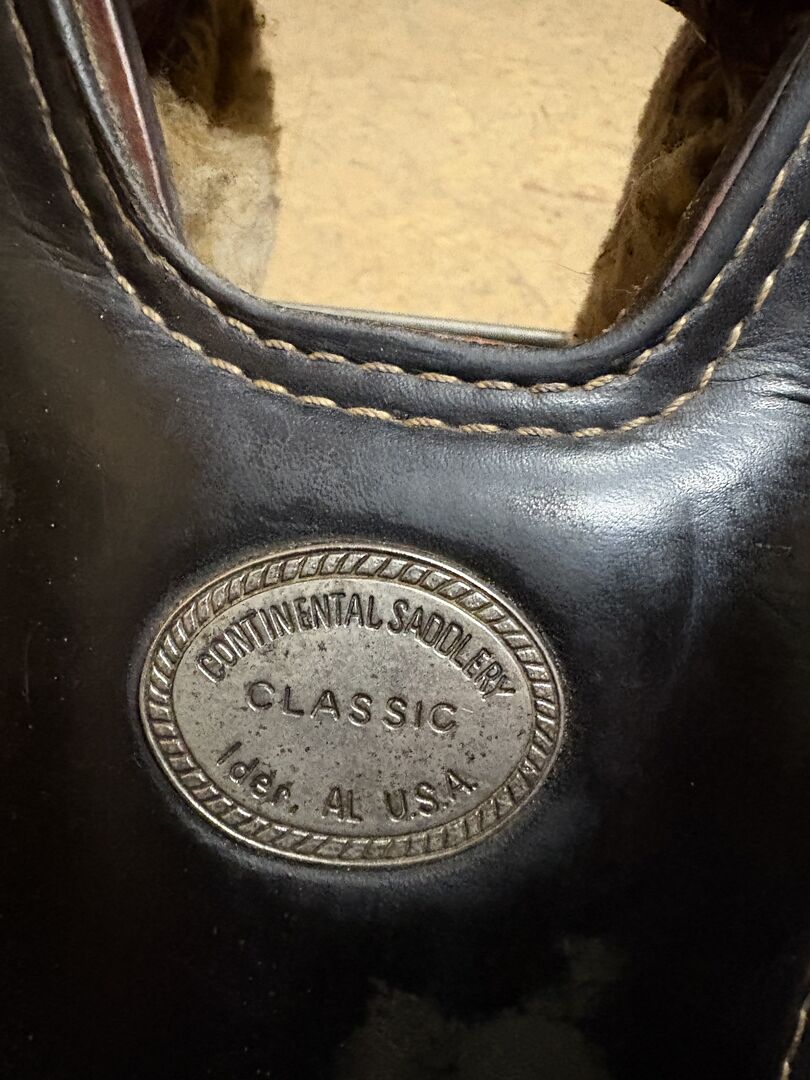 CONTINENTAL SADDLERY
CLASSIC
Ider. AL U.S.A.